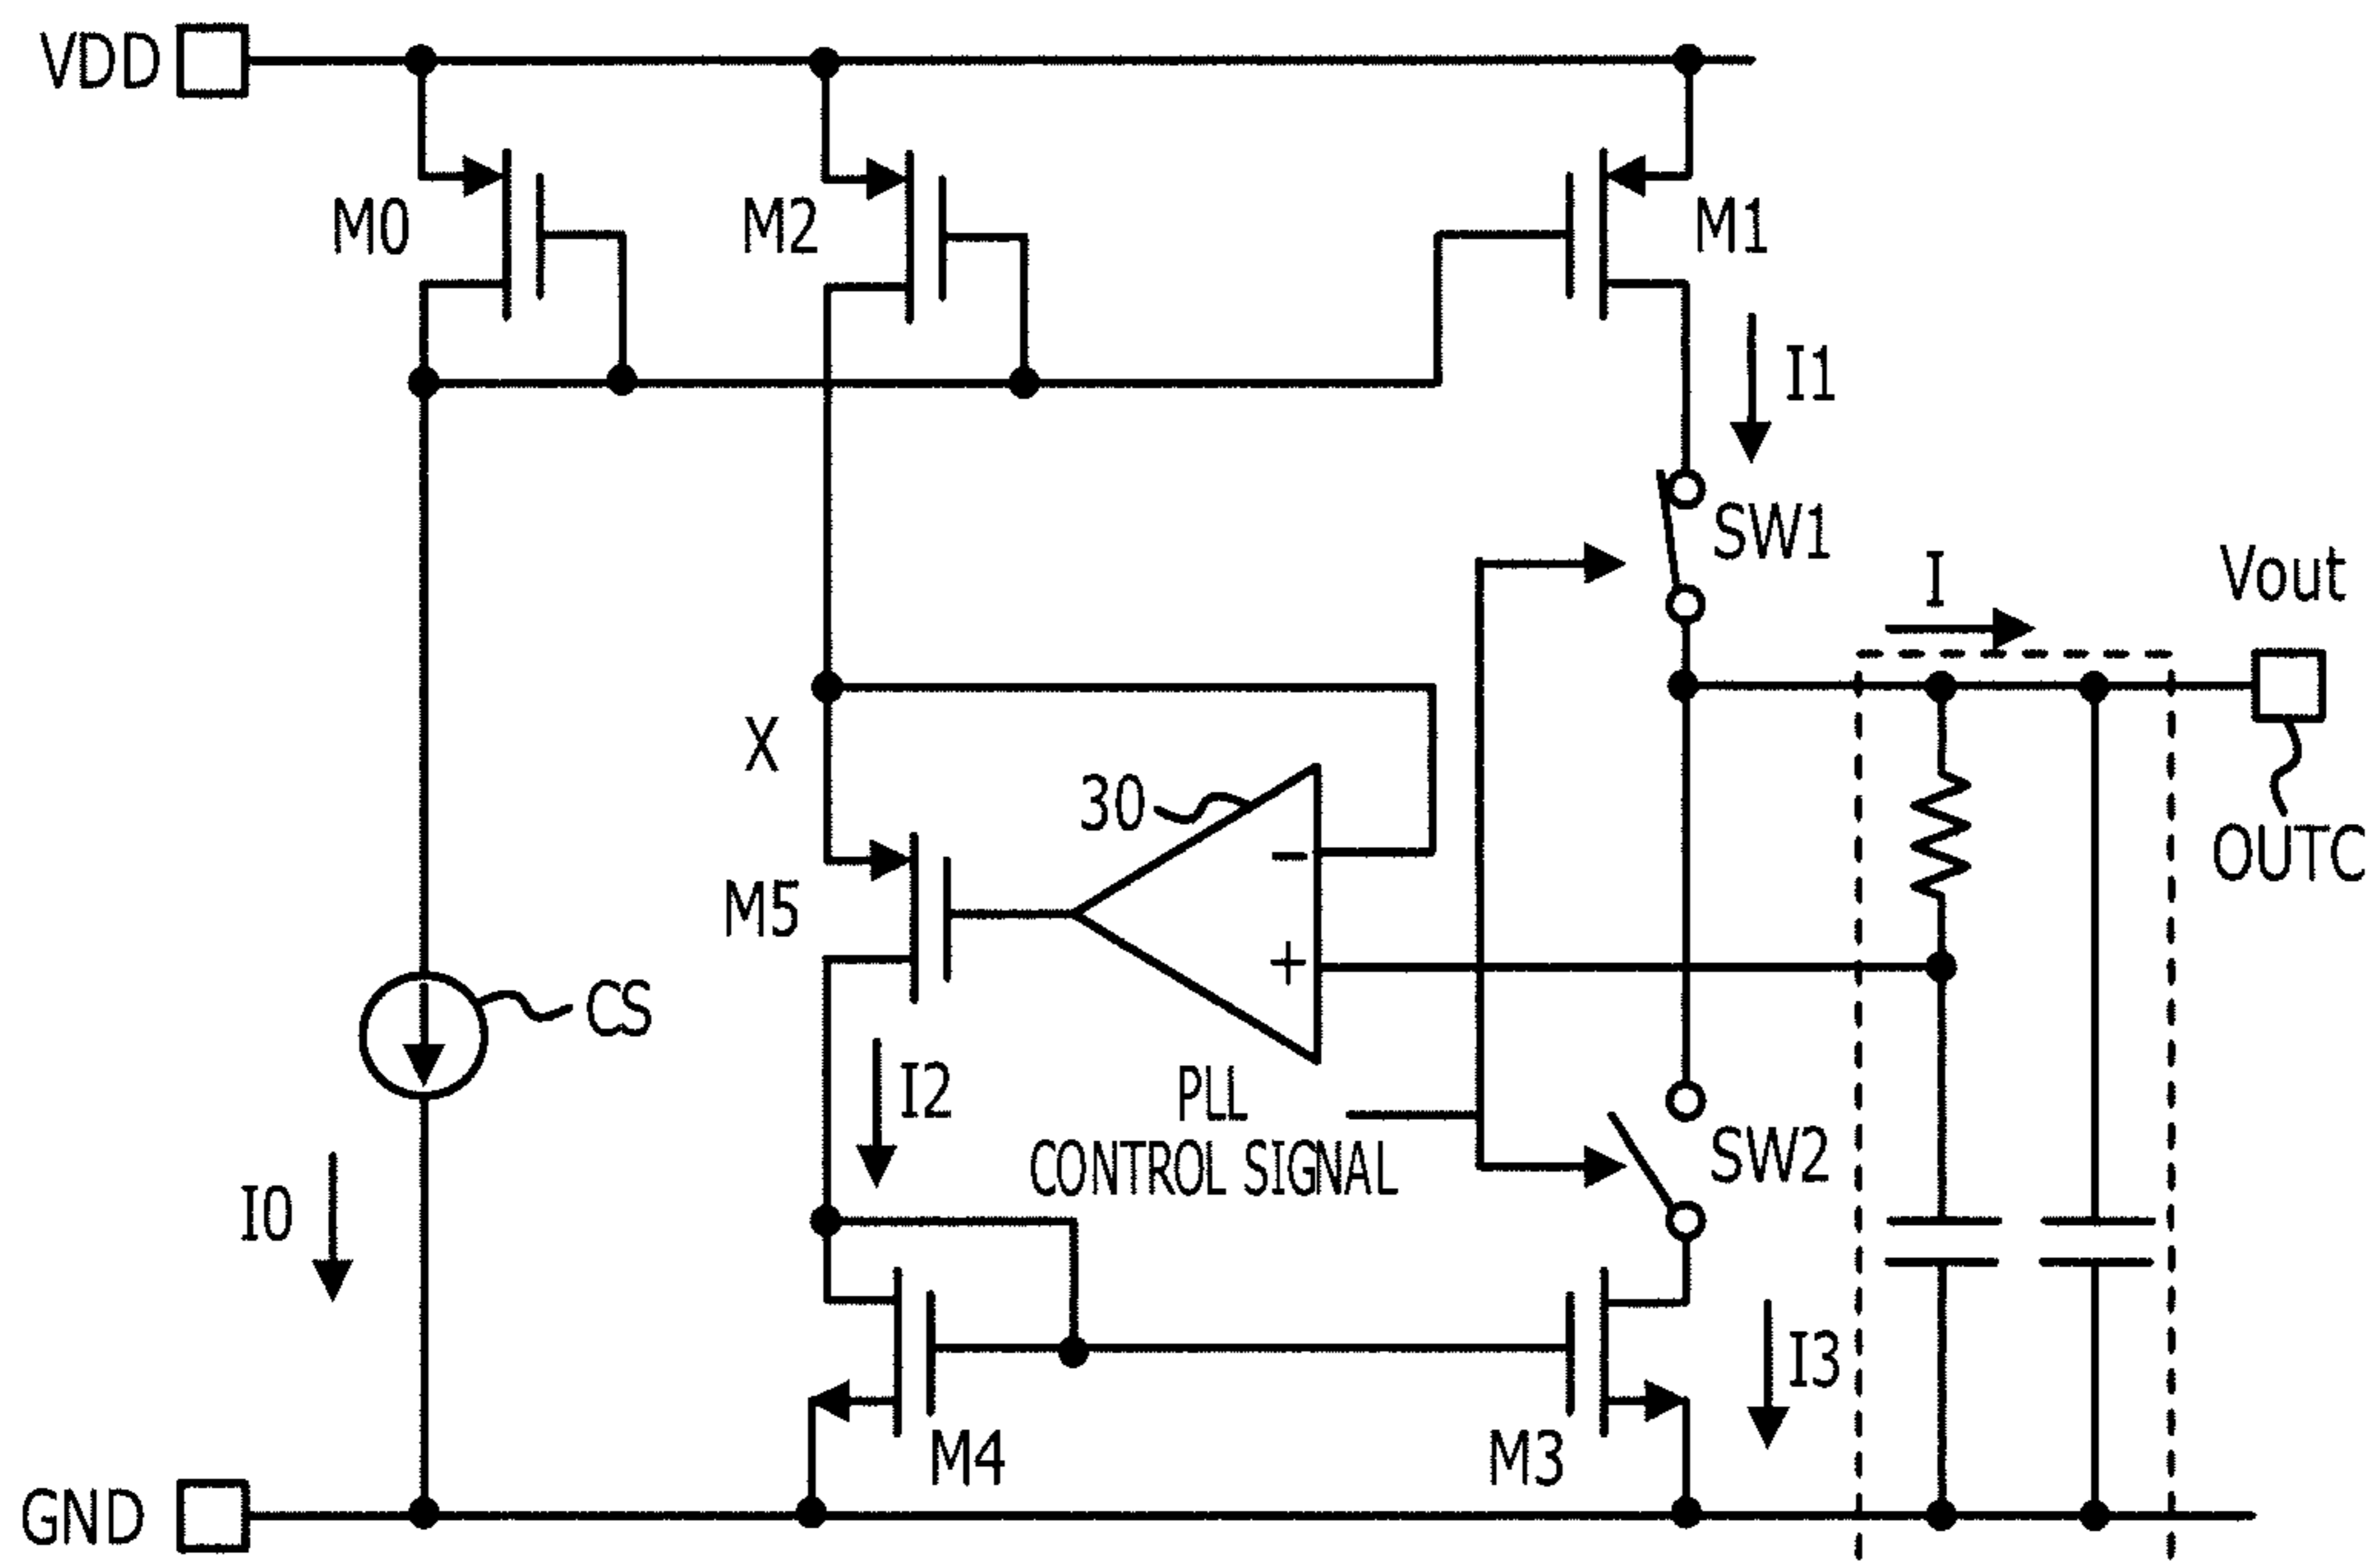 VDD
M0
M2
M1
I1
SW1
I
Vout
X
30
OUTC
M5
-
+
CS
I2
PLL
CONTROL SIGNAL
SW2
I0
I3
M4
M3
GND